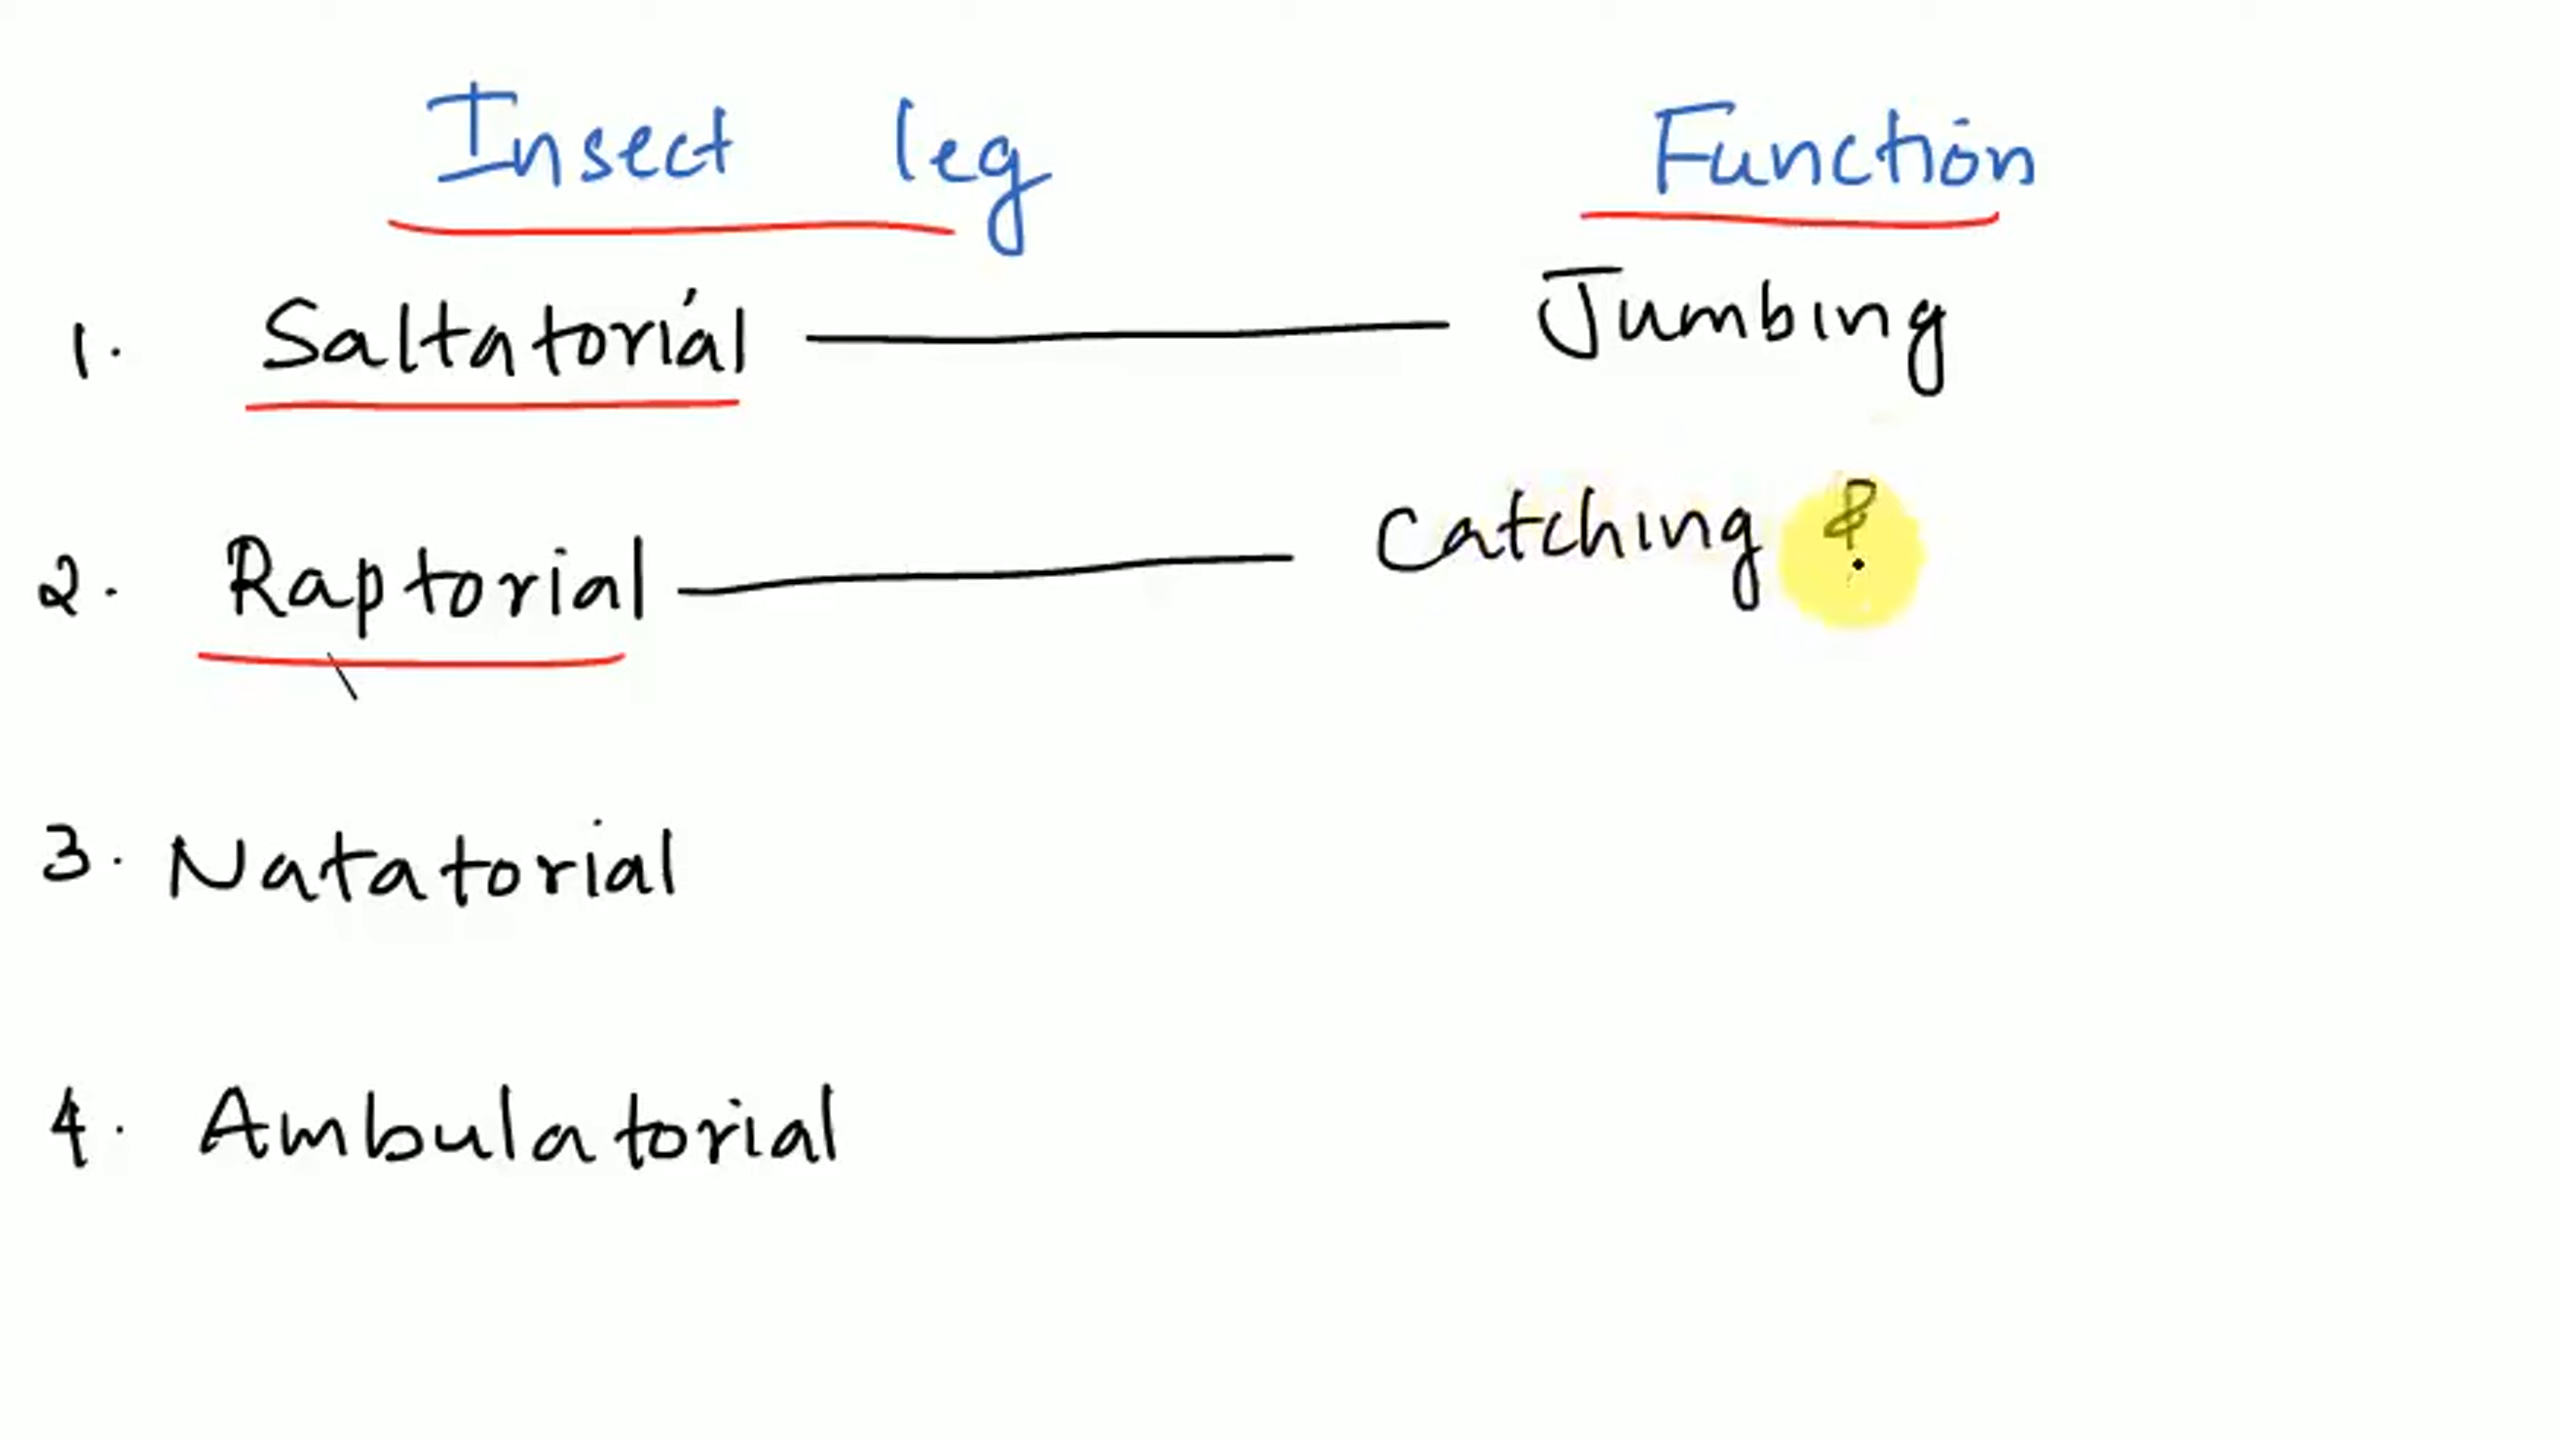 Insect leg Function
1. Saltatorial — Jumbing
2. Raptorial — Catching &
3. Natatorial
4. Ambulatorial